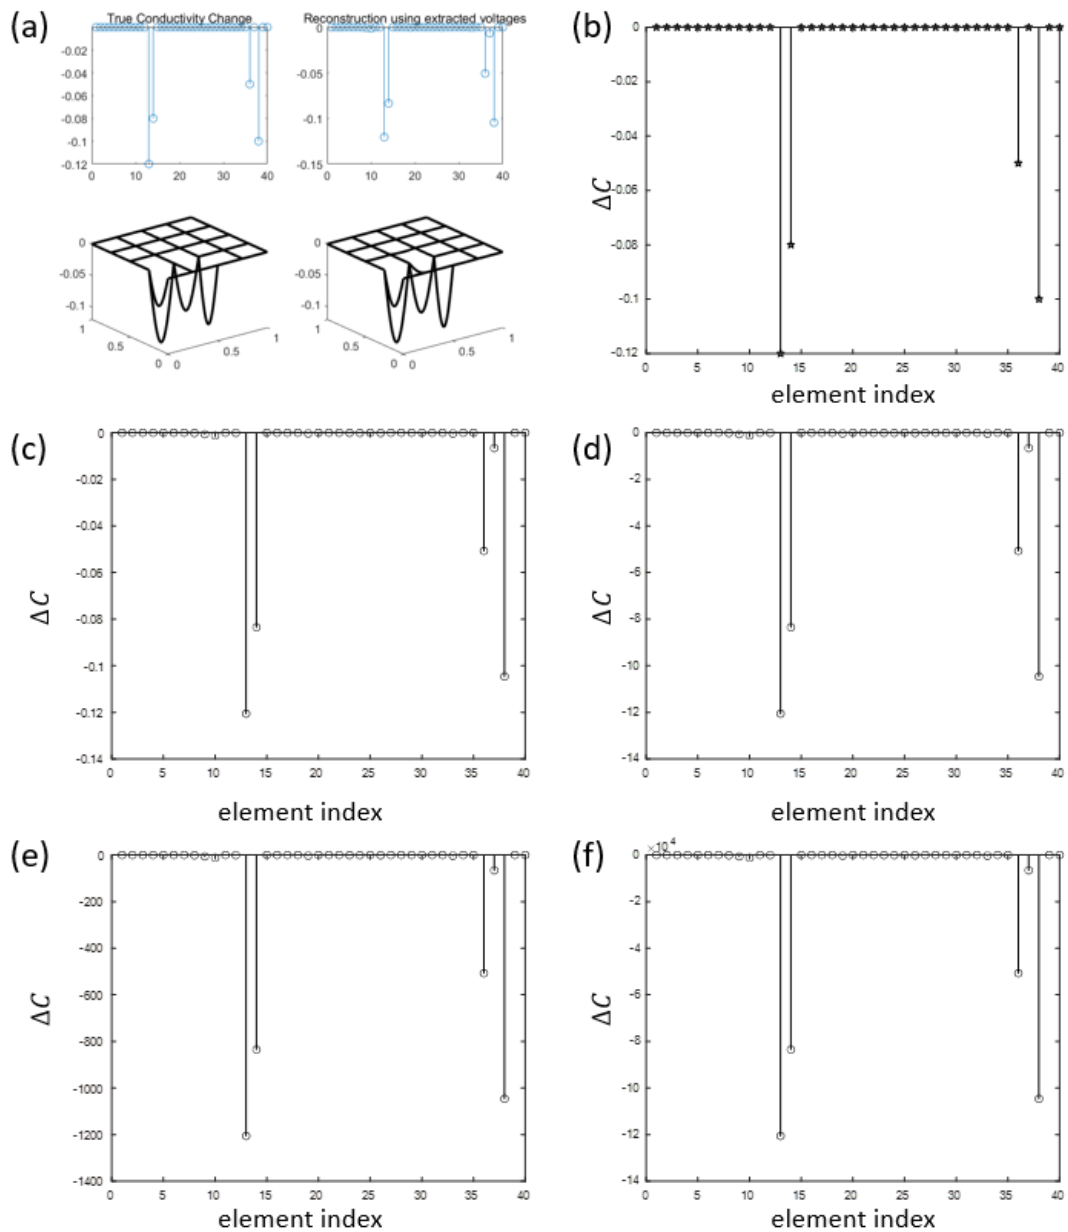 (a)
True Conductivity Change
-0.02
-0.04
-0.06
-0.08
-0.1
-0.12
0 10 20 30 40
Reconstruction using extracted voltages
0
-0.05
-0.1
-0.15
0 10 20 30 40
0
-0.05
-0.1
1
0.5
0
0
0.5
1
0
-0.05
-0.1
1
0.5
0
0
0.5
1
(b)
0
-0.02
-0.04
-0.06
-0.08
-0.1
-0.12
ΔC
0 5 10 15 20 25 30 35 40
element index
(c)
0
-0.02
-0.04
-0.06
-0.08
-0.1
-0.12
-0.14
ΔC
0 5 10 15 20 25 30 35 40
element index
(d)
0
-2
-4
-6
-8
-10
-12
-14
ΔC
0 5 10 15 20 25 30 35 40
element index
(e)
0
-200
-400
-600
-800
-1000
-1200
-1400
ΔC
0 5 10 15 20 25 30 35 40
element index
(f)
×10 4
0
-2
-4
-6
-8
-10
-12
-14
ΔC
0 5 10 15 20 25 30 35 40
element index